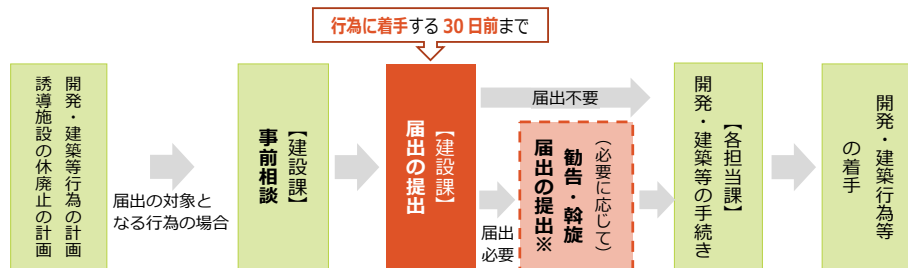 行為に着手する 30 日前まで
開発・建築等行為の計画
誘導施設の休廃止の計画
届出の対象と
なる行為の場合
【建設課】
事前相談
【建設課】
届出の提出
届出不要
届出
必要
（必要に応じて）
勧告・斡旋
届出の提出※
【各担当課】
開発・建築等の手続き
開発・建築行為等
の着手